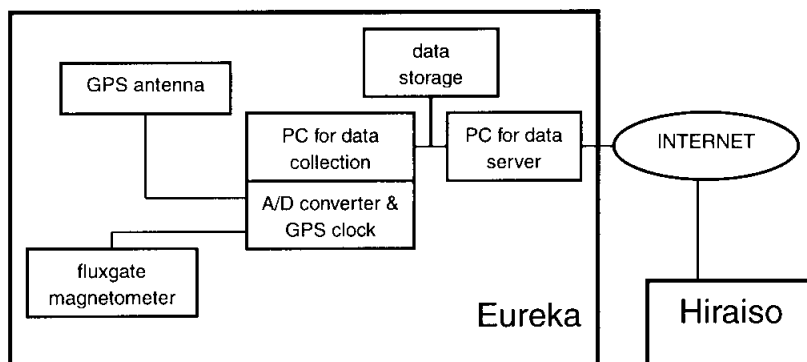 data
storage
GPS antenna
PC for data
collection
PC for data
server
INTERNET
A/D converter &
GPS clock
fluxgate
magnetometer
Eureka
Hiraiso